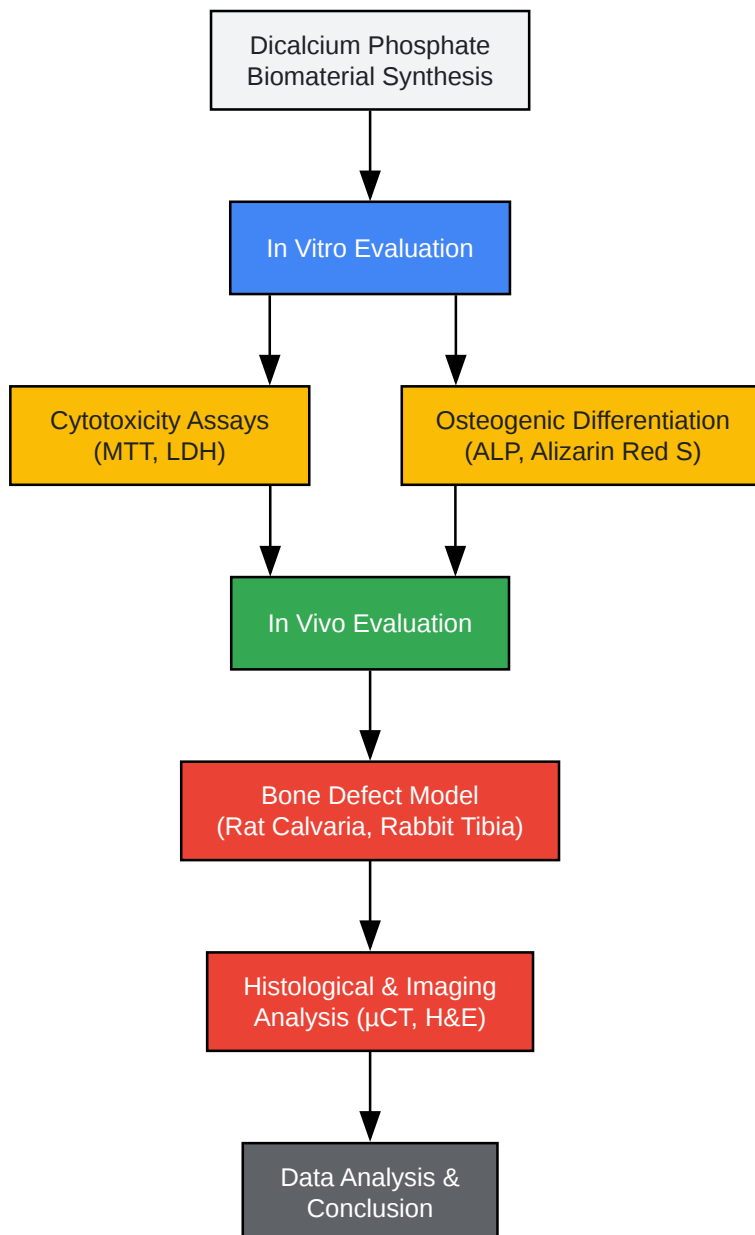 Dicalcium Phosphate
Biomaterial Synthesis
In Vitro Evaluation
Cytotoxicity Assays
(MTT, LDH)
Osteogenic Differentiation
(ALP, Alizarin Red S)
In Vivo Evaluation
Bone Defect Model
(Rat Calvaria, Rabbit Tibia)
Histological & Imaging
Analysis (µCT, H&E)
Data Analysis &
Conclusion